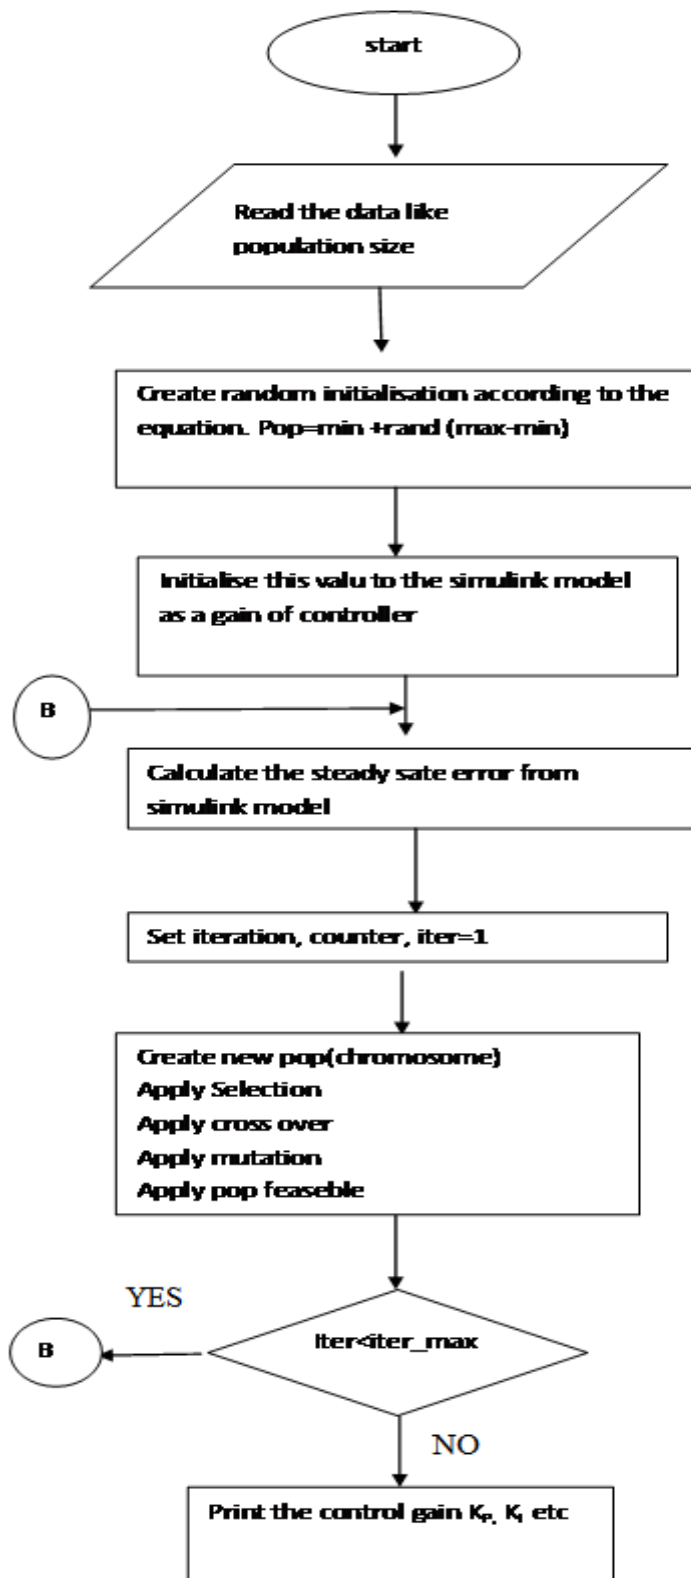 start
Read the data like
population size
Create random initialisation according to the
equation. Pop=min +rand (max-min)
Initialise this valu to the simulink model
as a gain of controller
B
Calculate the steady sate error from
simulink model
Set iteration, counter, iter=1
Create new pop(chromosome)
Apply Selection
Apply cross over
Apply mutation
Apply pop feaseble
YES
B
Iter<iter_max
NO
Print the control gain KP, KI etc